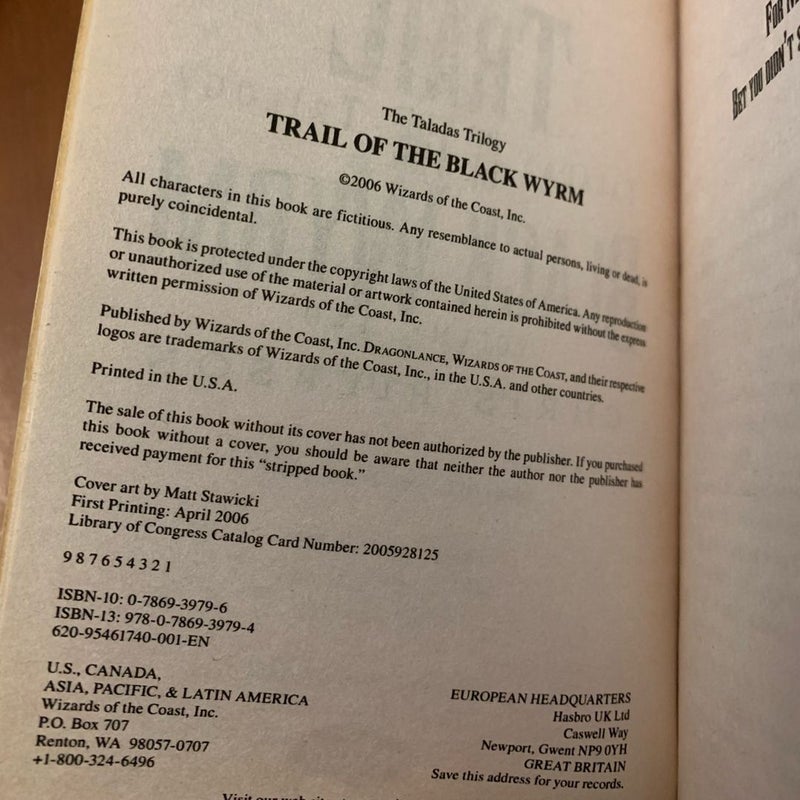 The Taladas Trilogy
TRAIL OF THE BLACK WYRM
©2006 Wizards of the Coast, Inc.
All characters in this book are fictitious. Any resemblance to actual persons, living or dead, is
purely coincidental.
This book is protected under the copyright laws of the United States of America. Any reproduction
or unauthorized use of the material or artwork contained herein is prohibited without the express
written permission of Wizards of the Coast, Inc.
Published by Wizards of the Coast, Inc. DRAGONLANCE, WIZARDS OF THE COAST, and their respective
logos are trademarks of Wizards of the Coast, Inc., in the U.S.A. and other countries.
Printed in the U.S.A.
The sale of this book without its cover has not been authorized by the publisher. If you purchased
this book without a cover, you should be aware that neither the author nor the publisher has
received payment for this “stripped book.”
Cover art by Matt Stawicki
First Printing: April 2006
Library of Congress Catalog Card Number: 2005928125
9 8 7 6 5 4 3 2 1
ISBN-10: 0-7869-3979-6
ISBN-13: 978-0-7869-3979-4
620-95461740-001-EN
U.S., CANADA,
ASIA, PACIFIC, & LATIN AMERICA
Wizards of the Coast, Inc.
P.O. Box 707
Renton, WA 98057-0707
+1-800-324-6496
EUROPEAN HEADQUARTERS
Hasbro UK Ltd
Caswell Way
Newport, Gwent NP9 0YH
GREAT BRITAIN
Save this address for your records.
Visit our web
FOR
BET YOU DIDN'T